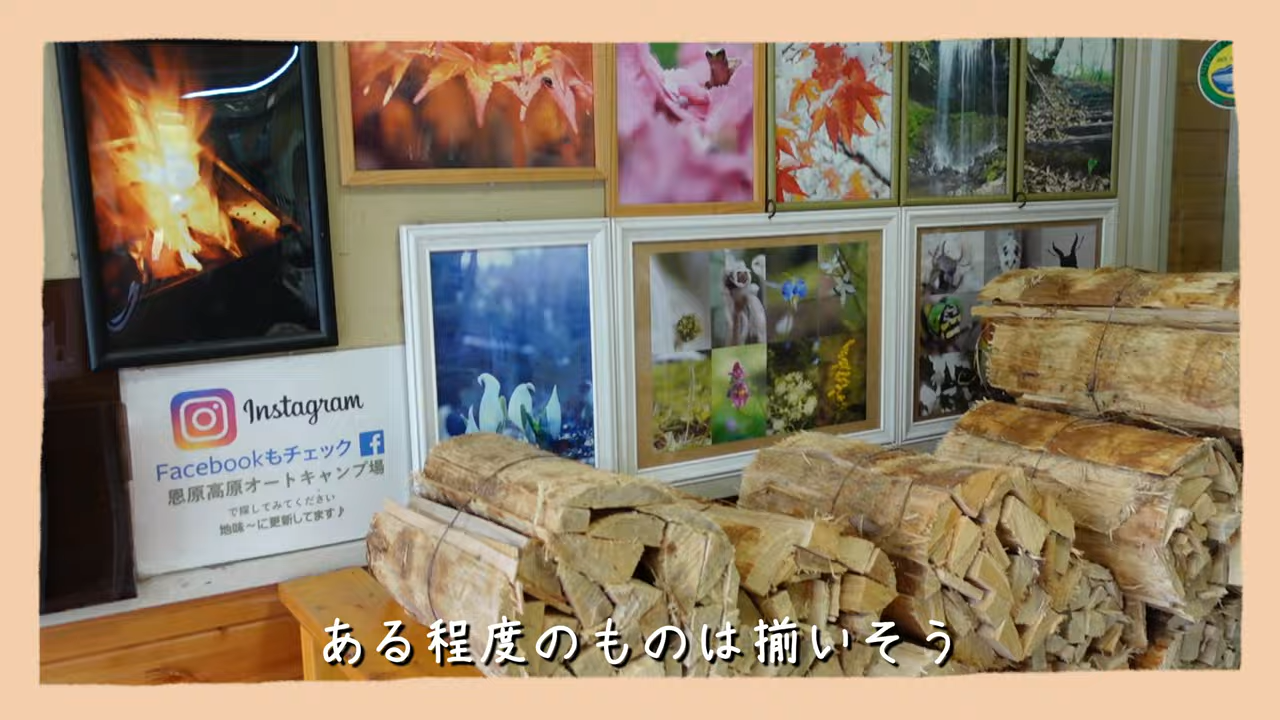 Instagram
Facebookもチェック
恩原高原オートキャンプ場
で探してみてください
地味〜に更新してます♪
ある程度のものは揃いそう